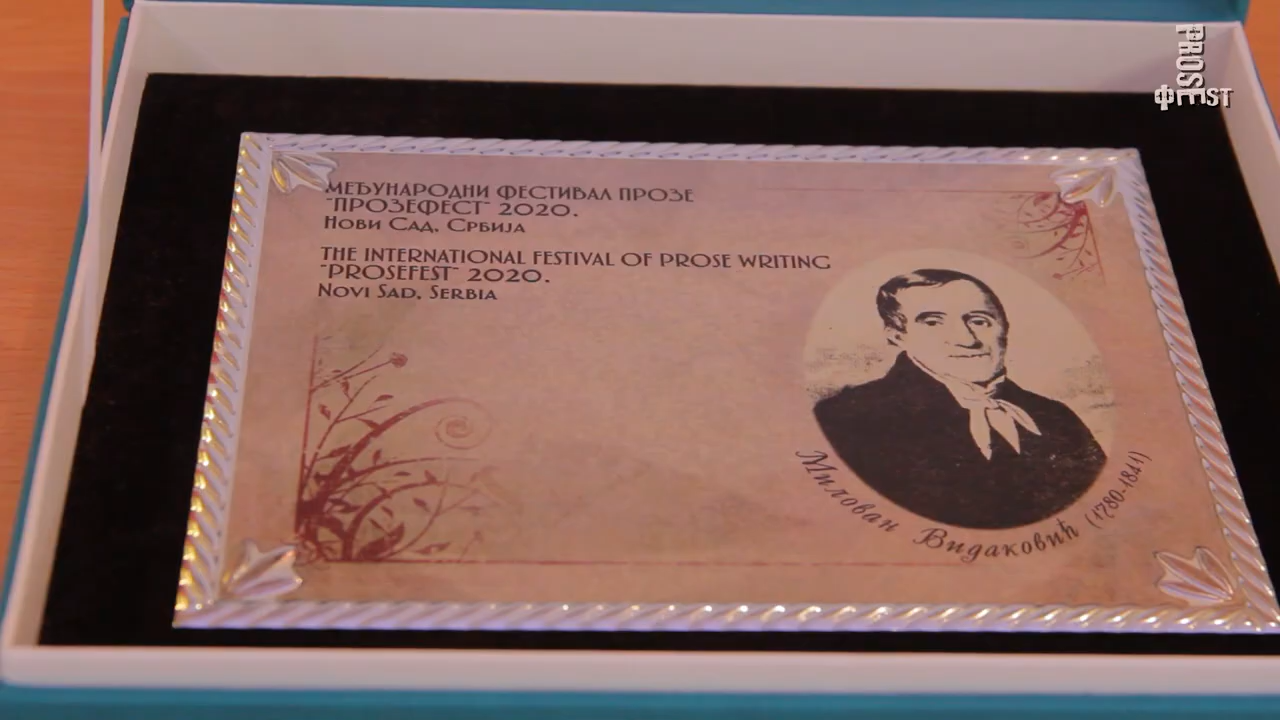 PROSE
ФEST
МЕЂУНАРОДНИ ФЕСТИВАЛ ПРОЗЕ
"ПРОЗЕФЕСТ" 2020.
Нови Сад, Србија
THE INTERNATIONAL FESTIVAL OF PROSE WRITING
"PROSEFEST" 2020.
Novi Sad, Serbia
Милован Видаковић (1780-1841)